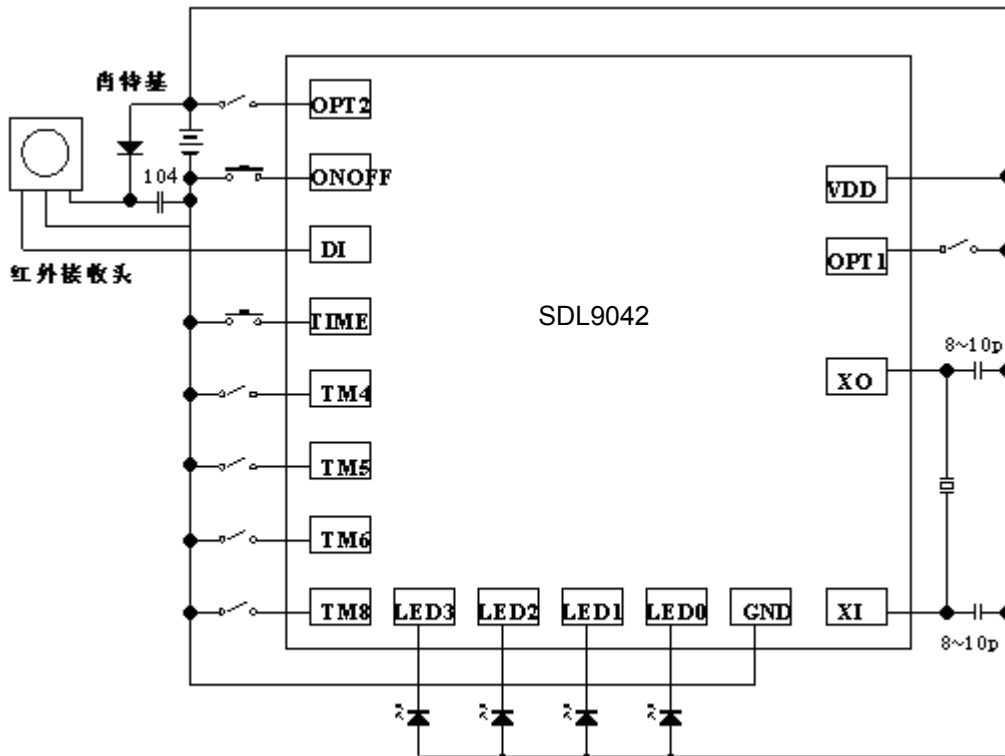 肖特基
OPT2
104
ONOFF
VDD
DI
OPT1
红外接收头
TIME
SDL9042
8~10p
XO
TM4
TM5
TM6
TM8
LED3
LED2
LED1
LED0
GND
XI
8~10p